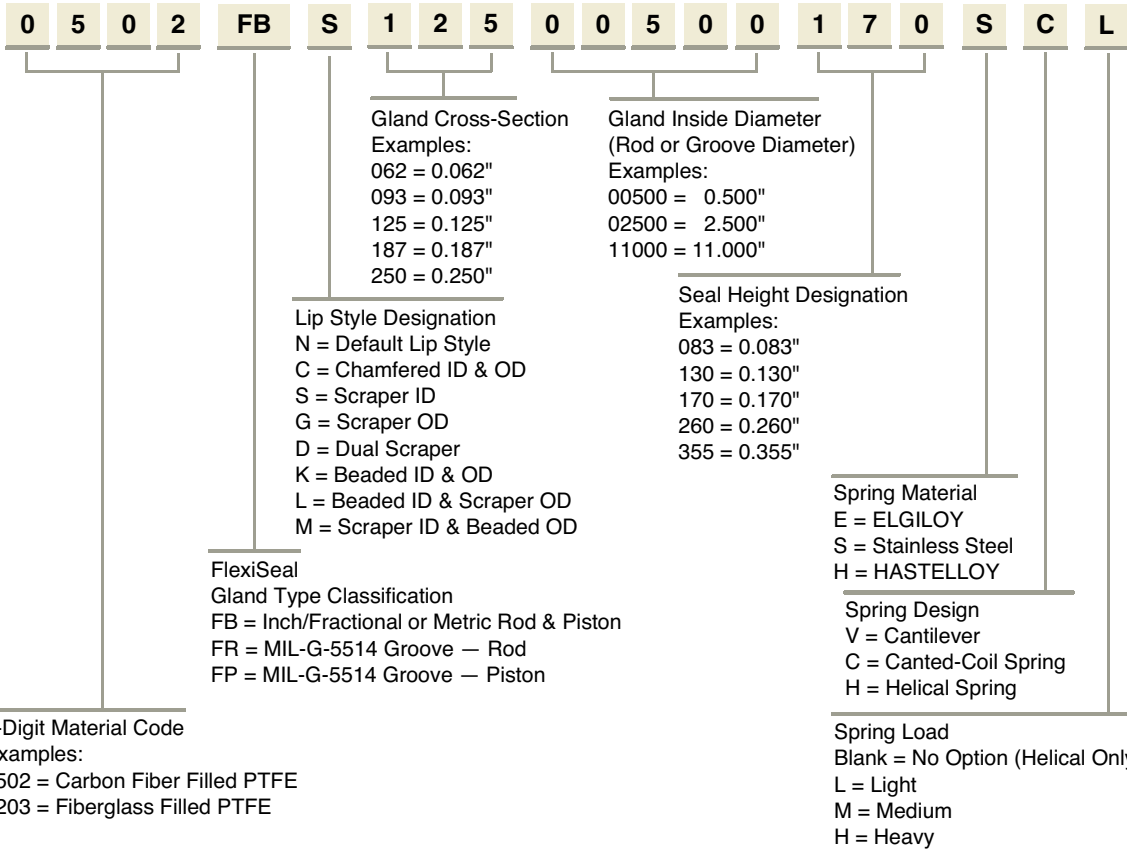 0 5 0 2 FB S 1 2 5 0 0 5 0 0 1 7 0 S C L
Gland Cross-Section
Examples:
062 = 0.062"
093 = 0.093"
125 = 0.125"
187 = 0.187"
250 = 0.250"
Gland Inside Diameter
(Rod or Groove Diameter)
Examples:
00500 = 0.500"
02500 = 2.500"
11000 = 11.000"
Seal Height Designation
Examples:
083 = 0.083"
130 = 0.130"
170 = 0.170"
260 = 0.260"
355 = 0.355"
Lip Style Designation
N = Default Lip Style
C = Chamfered ID & OD
S = Scraper ID
G = Scraper OD
D = Dual Scraper
K = Beaded ID & OD
L = Beaded ID & Scraper OD
M = Scraper ID & Beaded OD
Spring Material
E = ELGILOY
S = Stainless Steel
H = HASTELLOY
FlexiSeal
Gland Type Classification
FB = Inch/Fractional or Metric Rod & Piston
FR = MIL-G-5514 Groove — Rod
FP = MIL-G-5514 Groove — Piston
Spring Design
V = Cantilever
C = Canted-Coil Spring
H = Helical Spring
-Digit Material Code
xamples:
502 = Carbon Fiber Filled PTFE
203 = Fiberglass Filled PTFE
Spring Load
Blank = No Option (Helical Only
L = Light
M = Medium
H = Heavy